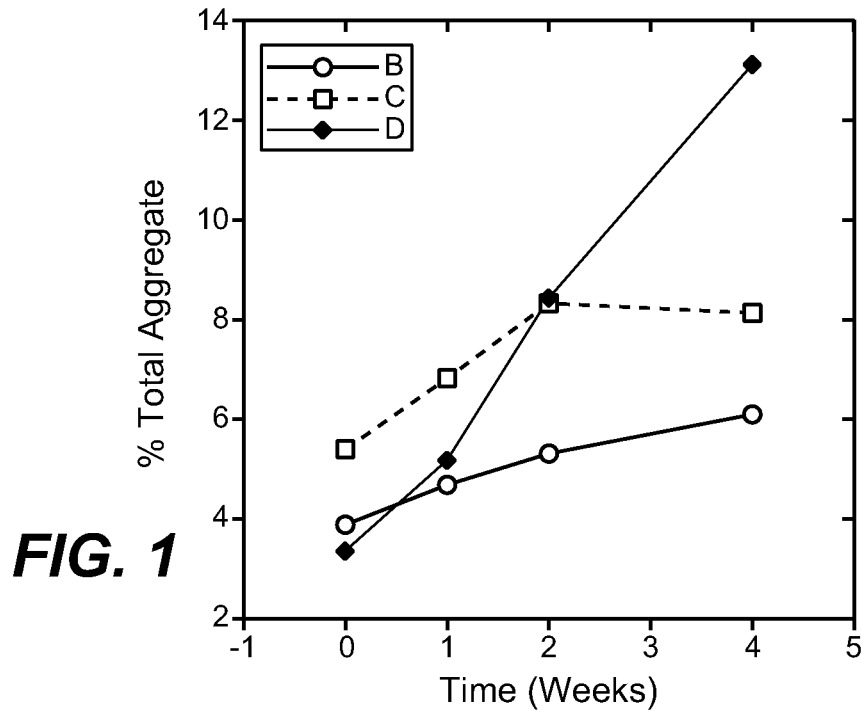 14
B
C
D
12
10
% Total Aggregate
8
6
4
FIG. 1
2
-1 0 1 2 3 4 5
Time (Weeks)